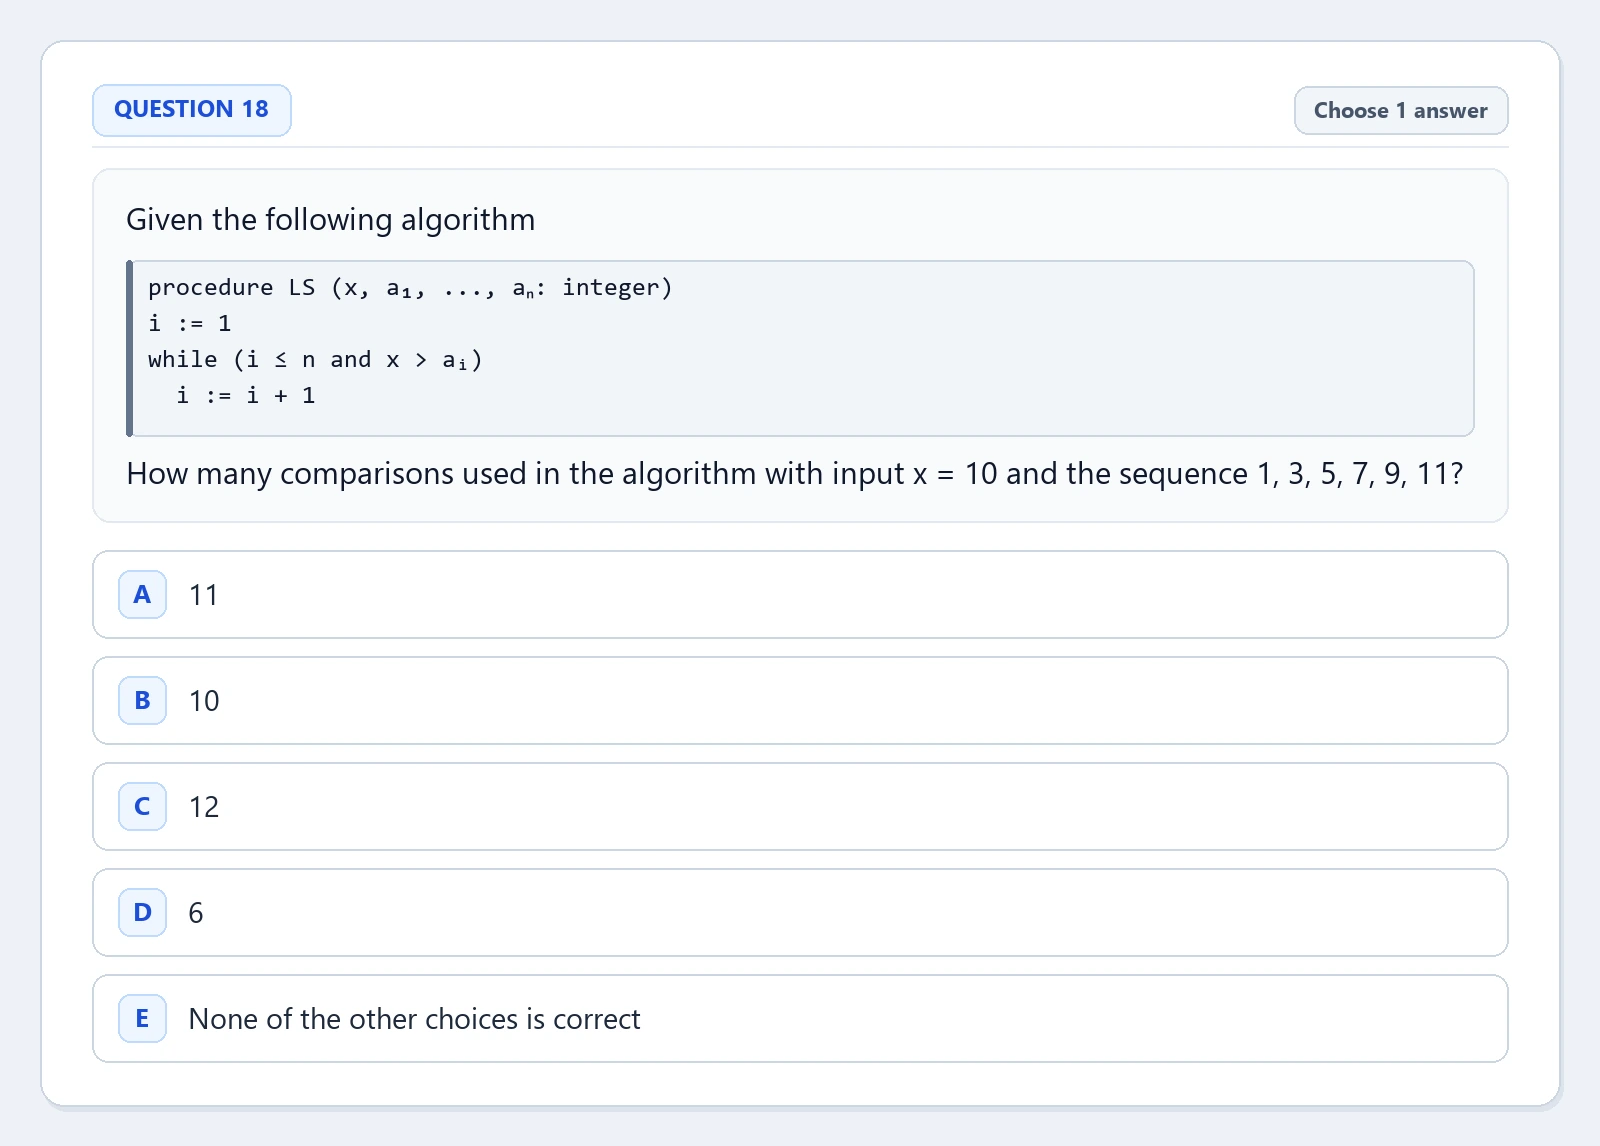 QUESTION 18
Choose 1 answer
Given the following algorithm
procedure LS (x, a₁, ..., aₙ: integer)
i := 1
while (i ≤ n and x > aᵢ)
  i := i + 1
How many comparisons used in the algorithm with input x = 10 and the sequence 1, 3, 5, 7, 9, 11?
A 11
B 10
C 12
D 6
E None of the other choices is correct